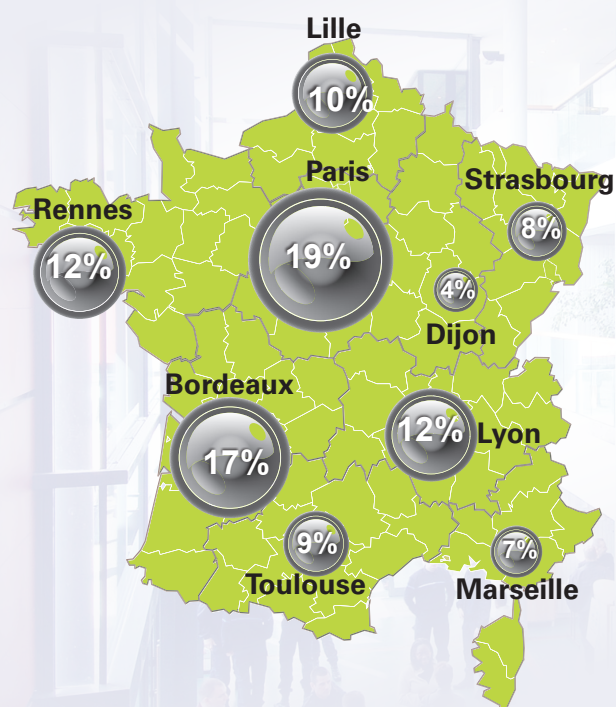 Lille
10%
Paris
19%
Strasbourg
8%
Rennes
12%
4%
Dijon
Bordeaux
17%
12%
Lyon
9%
Toulouse
7%
Marseille